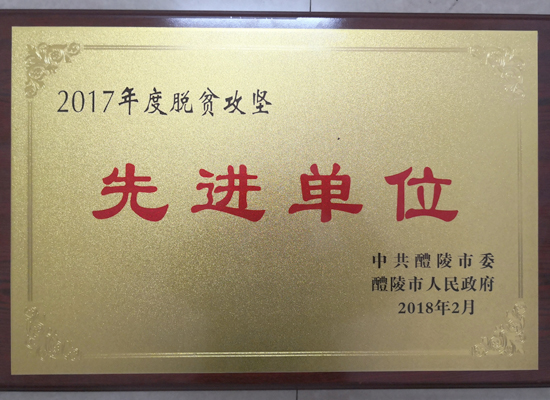 2017年度脱贫攻坚
先进单位
中共醴陵市委
醴陵市人民政府
2018年2月